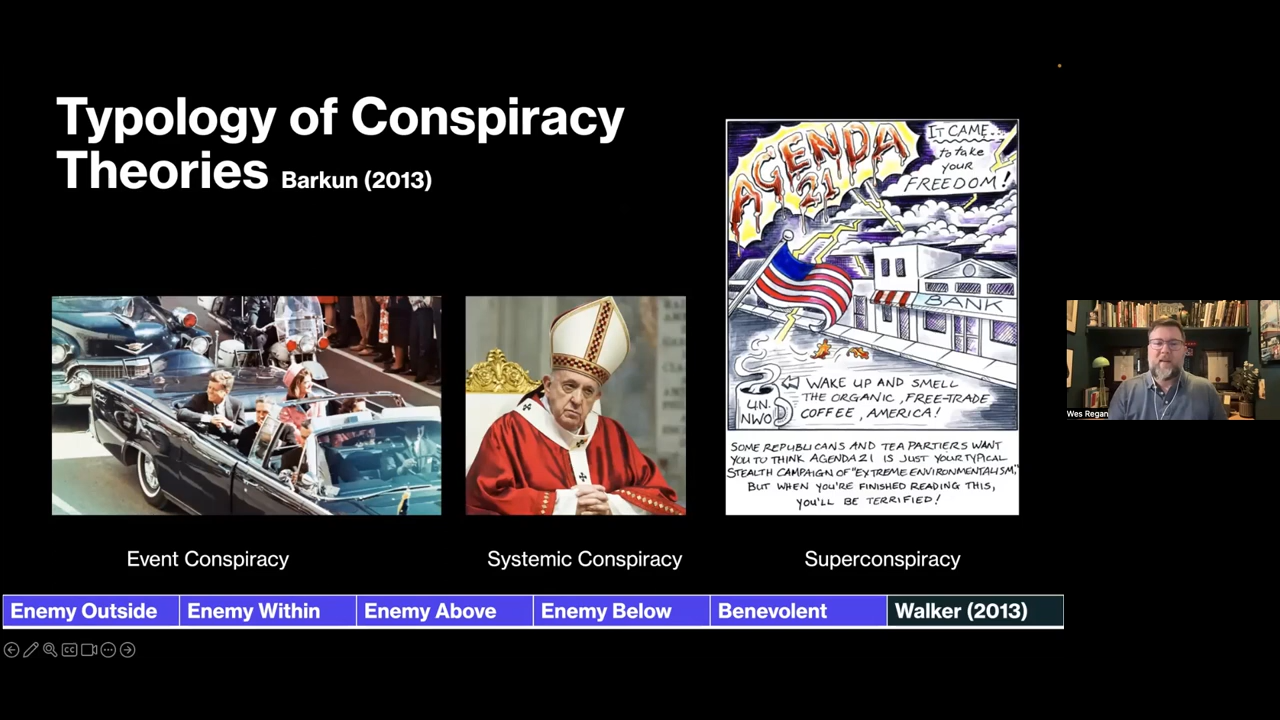 Typology of Conspiracy
Theories Barkun (2013)
AGENDA
21
IT CAME...
to take
your
FREEDOM!
BANK
UN.
NWO
WAKE UP AND SMELL
THE ORGANIC, FREE-TRADE
COFFEE, AMERICA!
SOME REPUBLICANS AND TEA PARTIERS WANT
YOU TO THINK AGENDA 21 IS JUST YOUR TYPICAL
STEALTH CAMPAIGN OF "EXTREME ENVIRONMENTALISM,"
BUT WHEN YOU'RE FINISHED READING THIS,
YOU'LL BE TERRIFIED!
Event Conspiracy
Systemic Conspiracy
Superconspiracy
Enemy Outside
Enemy Within
Enemy Above
Enemy Below
Benevolent
Walker (2013)
CC
Wes Regan